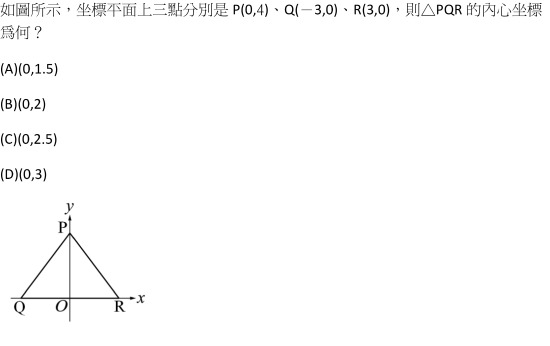 如圖所示，坐標平面上三點分別是 P(0,4)、Q(－3,0)、R(3,0)，則△PQR 的內心坐標
為何？
(A)(0,1.5)
(B)(0,2)
(C)(0,2.5)
(D)(0,3)
y
P
Q O R x